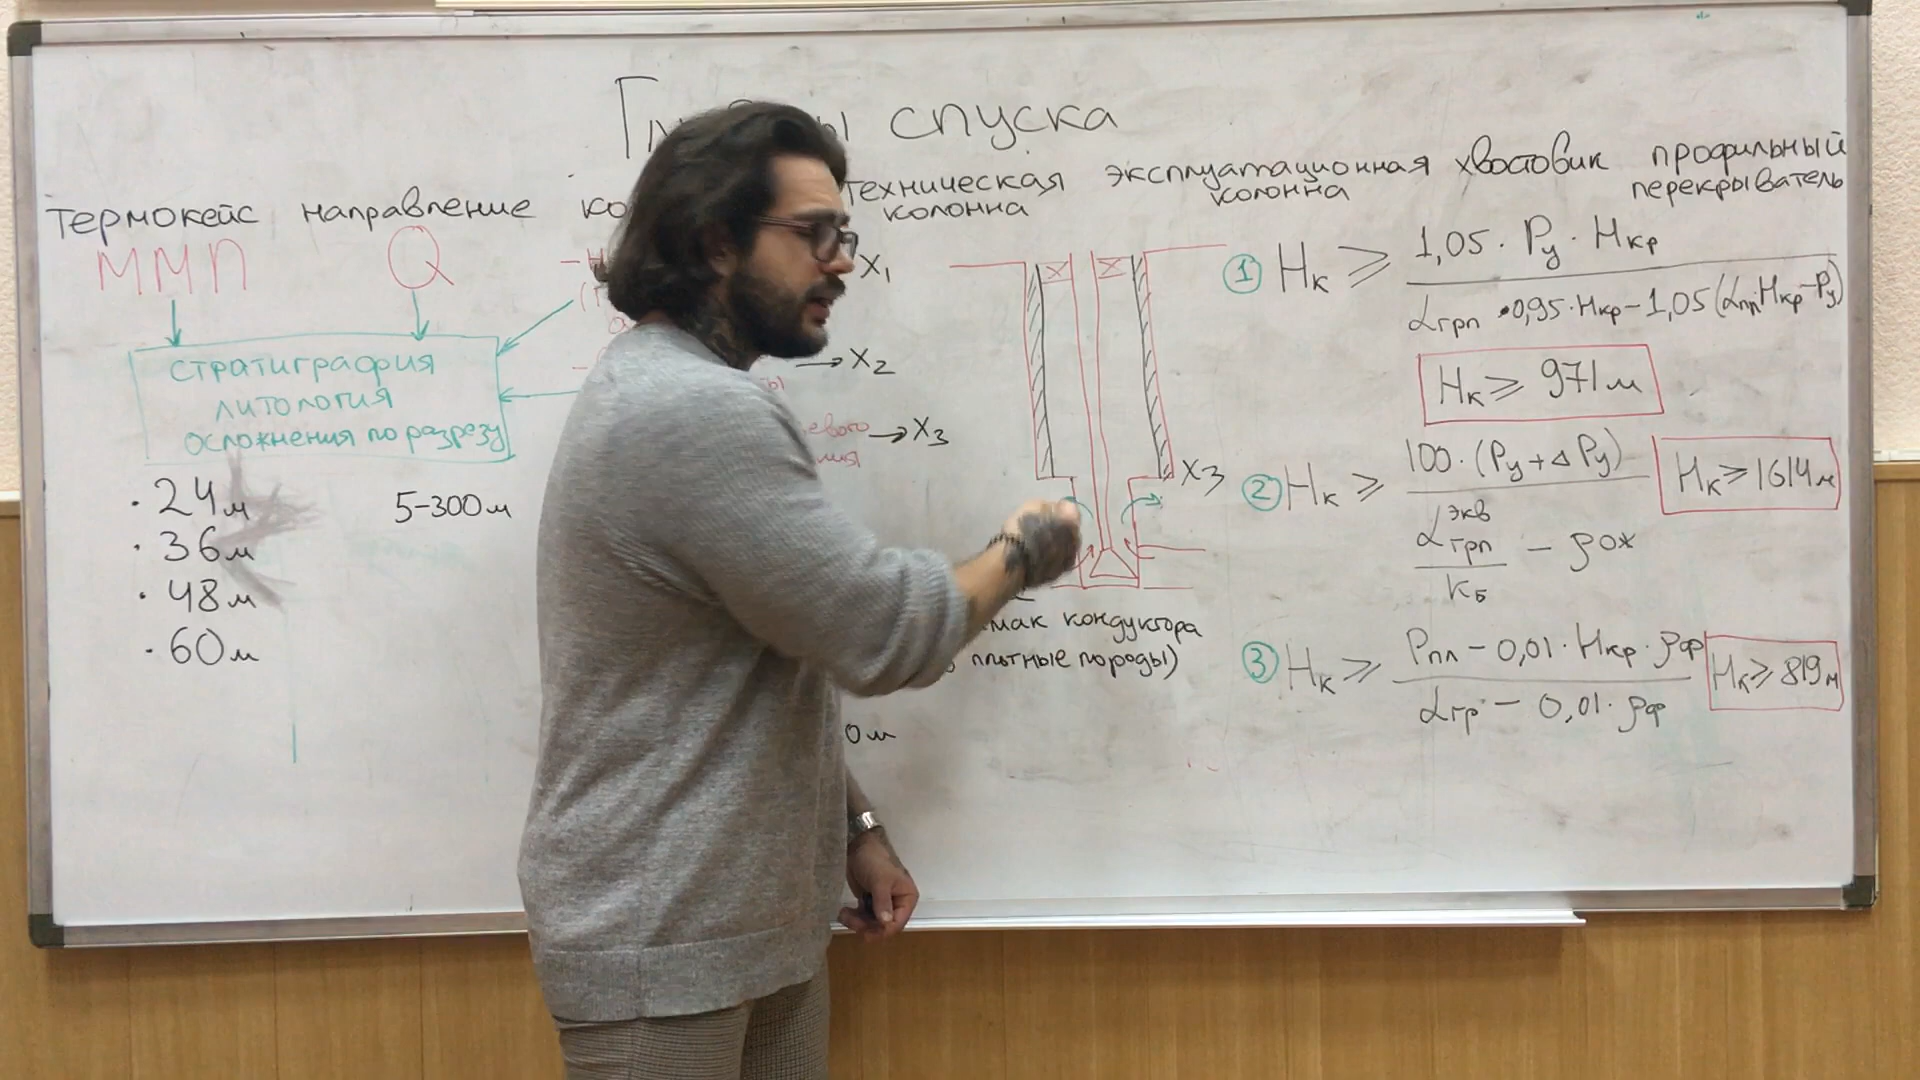 спуска
термокейс направление
техническая колонна
эксплуатационная колонна
хвостовик
профильный перекрыватель
ММП
Q
стратиграфия
литология
осложнения по разрезу
· 24м
· 36м
· 48м
· 60м
5-300м
X₁
→ X₂
→ X₃
X₃
кондуктора
плотные породы)
0м
① Hк ⩾ 1,05 · Pу · Hкр / αгрп · 0,95 · Hкр − 1,05 (αпл Hкр − Pу)
Hк ⩾ 971м
② Hк ⩾ 100 · (Pу + ΔPу) / αгрп экв / Kб − ρож
Hк ⩾ 1614м
③ Hк ⩾ Pпл − 0,01 · Hкр · ρф / αгр − 0,01 · ρф
Hк ⩾ 819м